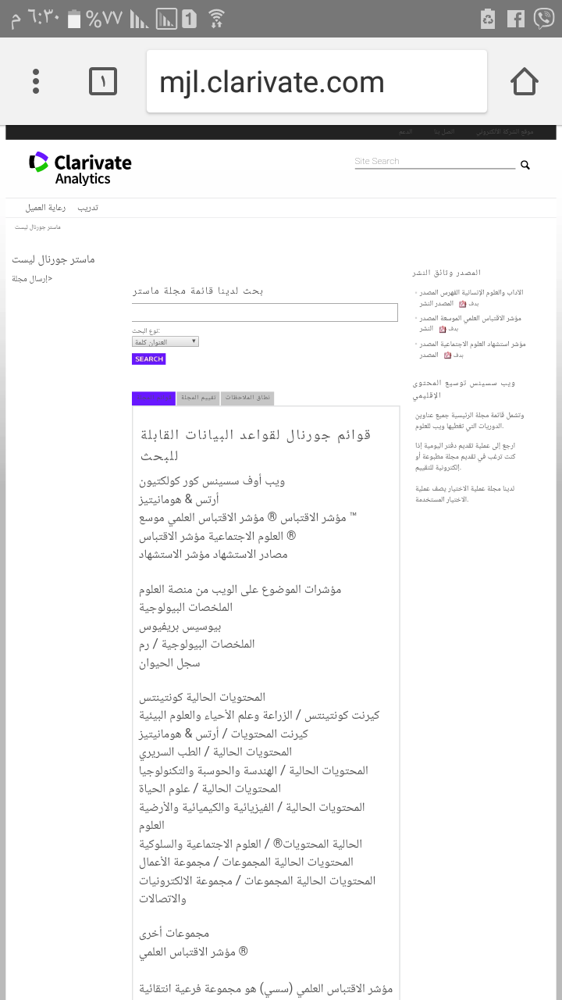 ٦:٣٠ م
%٧٧
1
١
mjl.clarivate.com
موقع الشركة الالكتروني
اتصل بنا
الدعم
Clarivate
Analytics
Site Search
تدريب
رعاية العميل
ماستر جورنال ليست
ماستر جورنال ليست
إرسال مجلة>
بحث لدينا قائمة مجلة ماستر
نوع البحث:
العنوان كلمة
SEARCH
تقييم المجلة
نطاق الملاحظات
قوائم جورنال لقواعد البيانات القابلة
للبحث
ويب أوف سسينس كور كولكتيون
أرتس & هومانيتيز
مؤشر الاقتباس ® مؤشر الاقتباس العلمي موسع ™
العلوم الاجتماعية مؤشر الاقتباس ®
مصادر الاستشهاد مؤشر الاستشهاد
مؤشرات الموضوع على الويب من منصة العلوم
الملخصات البيولوجية
بيوسيس بريفيوس
الملخصات البيولوجية / رم
سجل الحيوان
المحتويات الحالية كونتينتس
كيرنت كونتينتس / الزراعة وعلم الأحياء والعلوم البيئية
كيرنت المحتويات / أرتس & هومانيتيز
المحتويات الحالية / الطب السريري
المحتويات الحالية / الهندسة والحوسبة والتكنولوجيا
المحتويات الحالية / علوم الحياة
المحتويات الحالية / الفيزيائية والكيميائية والأرضية
العلوم
الحالية المحتويات® / العلوم الاجتماعية والسلوكية
المحتويات الحالية المجموعات / مجموعة الأعمال
المحتويات الحالية المجموعات / مجموعة الالكترونيات
والاتصالات
مجموعات أخرى
مؤشر الاقتباس العلمي ®
مؤشر الاقتباس العلمي (سسي) هو مجموعة فرعية انتقائية
المصدر وثائق النشر
الآداب والعلوم الإنسانية الفهرس المصدر
المصدر النشر بدف
مؤشر الاقتباس العلمي الموسعة المصدر
النشر بدف
مؤشر استشهاد العلوم الاجتماعية المصدر
المصدر بدف
ويب سسينس توسيع المحتوى
الإقليمي
وتشمل قائمة مجلة الرئيسية جميع عناوين
الدوريات التي تغطيها ويب للعلوم.
ارجع إلى عملية تقديم دفتر اليومية إذا
كنت ترغب في تقديم مجلة مطبوعة أو
إلكترونية للتقييم.
لدينا مجلة عملية الاختيار يصف عملية
الاختيار المستخدمة.